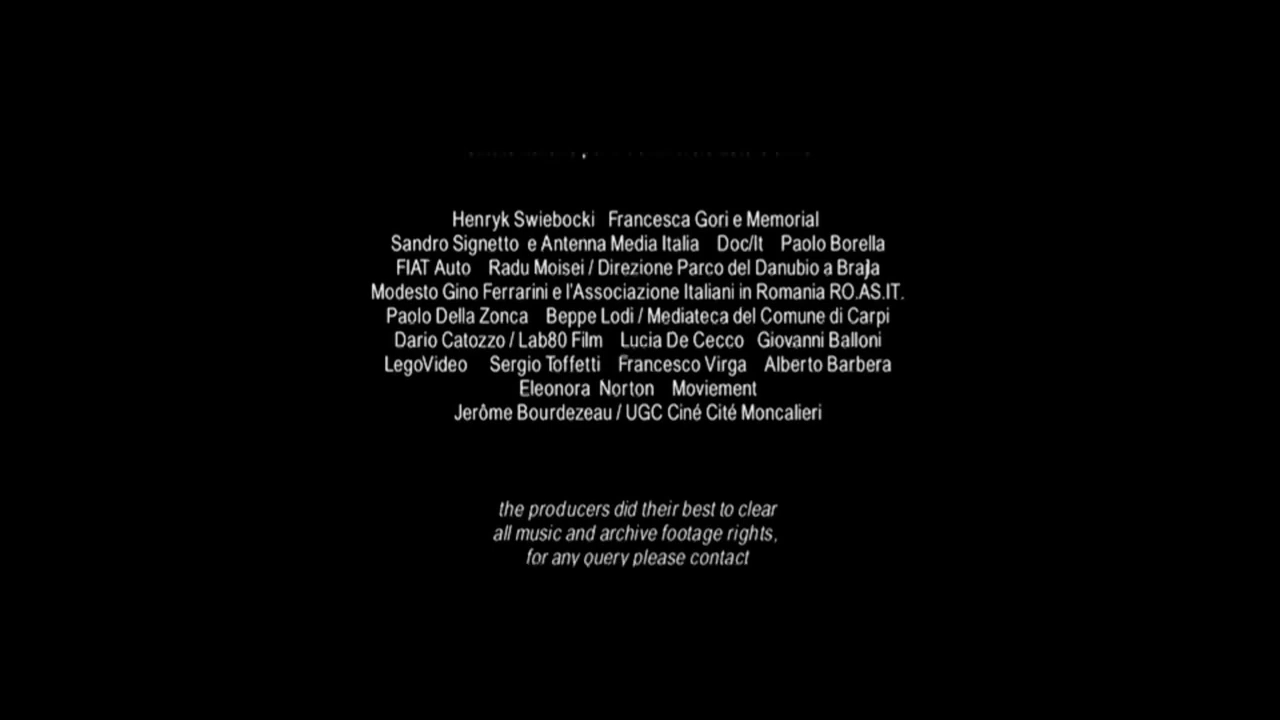 Henryk Swiebocki Francesca Gori e Memorial
Sandro Signetto e Antenna Media Italia Doc/It Paolo Borella
FIAT Auto Radu Moisei / Direzione Parco del Danubio a Braja
Modesto Gino Ferrarini e l'Associazione Italiani in Romania RO.AS.IT.
Paolo Della Zonca Beppe Lodi / Mediateca del Comune di Carpi
Dario Catozzo / Lab80 Film Lucia De Cecco Giovanni Balloni
LegoVideo Sergio Toffetti Francesco Virga Alberto Barbera
Eleonora Norton Moviement
Jerôme Bourdezeau / UGC Ciné Cité Moncalieri
the producers did their best to clear
all music and archive footage rights,
for any query please contact